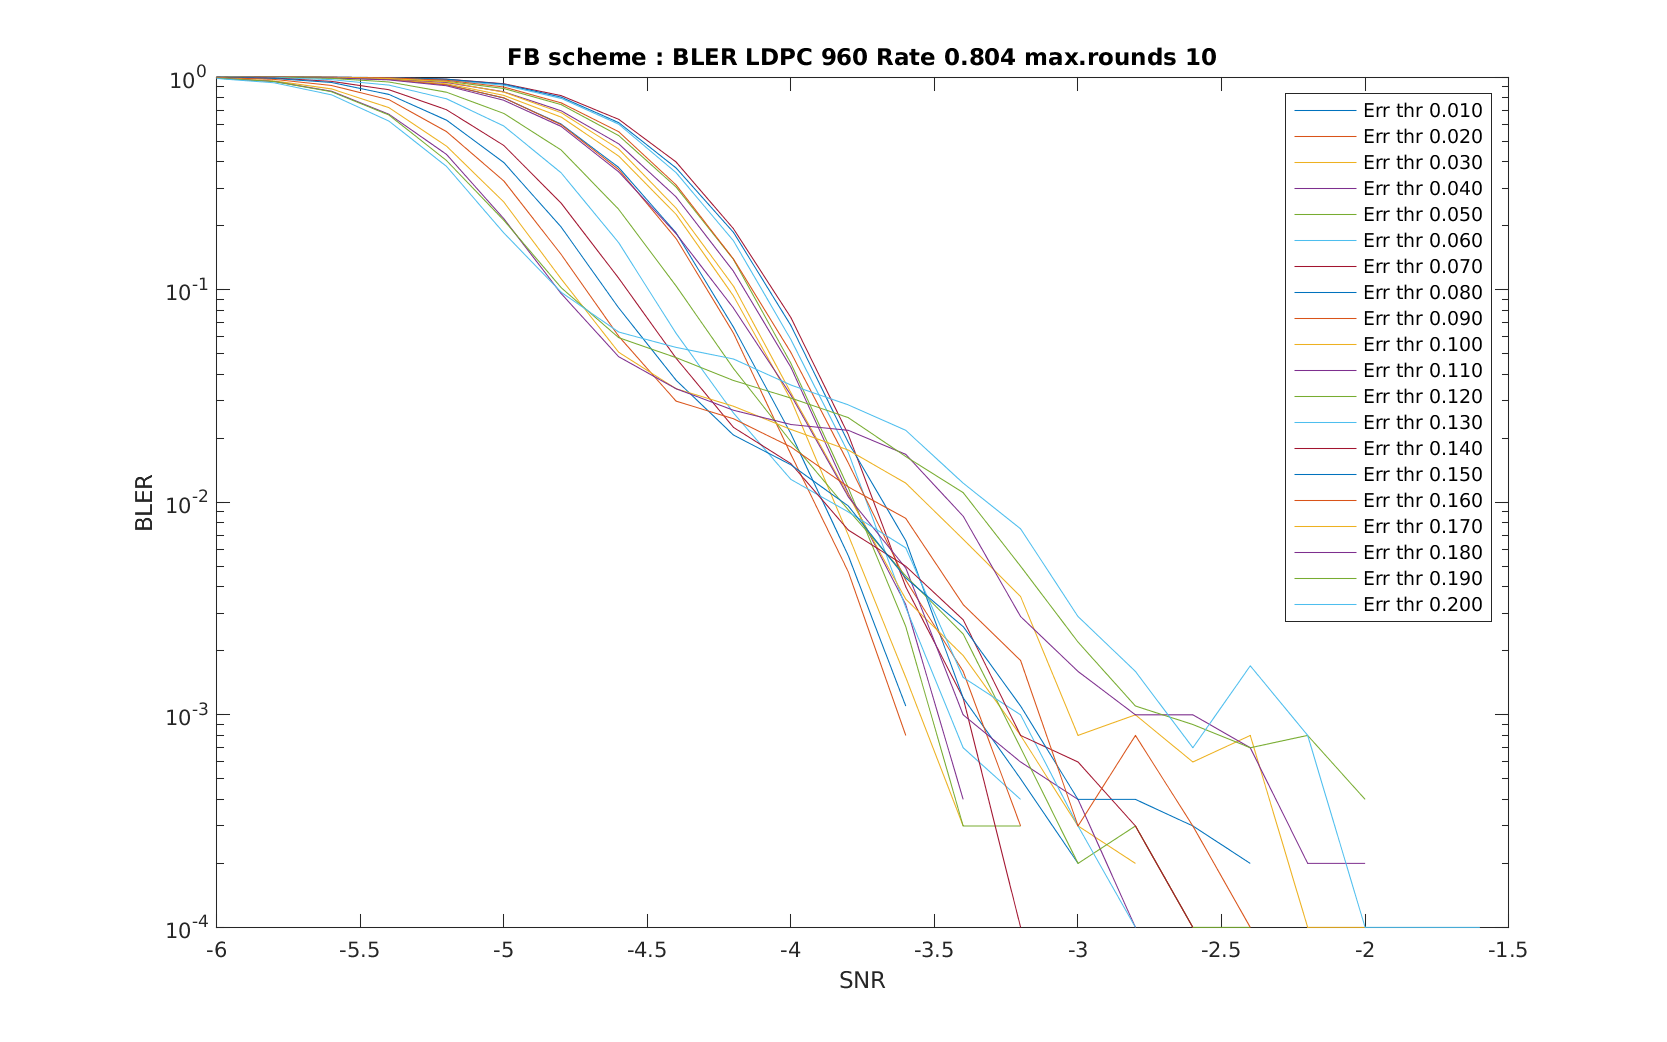 FB scheme : BLER LDPC 960 Rate 0.804 max.rounds 10
10^0
10^-1
10^-2
10^-3
10^-4
BLER
-6 -5.5 -5 -4.5 -4 -3.5 -3 -2.5 -2 -1.5
SNR
Err thr 0.010
Err thr 0.020
Err thr 0.030
Err thr 0.040
Err thr 0.050
Err thr 0.060
Err thr 0.070
Err thr 0.080
Err thr 0.090
Err thr 0.100
Err thr 0.110
Err thr 0.120
Err thr 0.130
Err thr 0.140
Err thr 0.150
Err thr 0.160
Err thr 0.170
Err thr 0.180
Err thr 0.190
Err thr 0.200